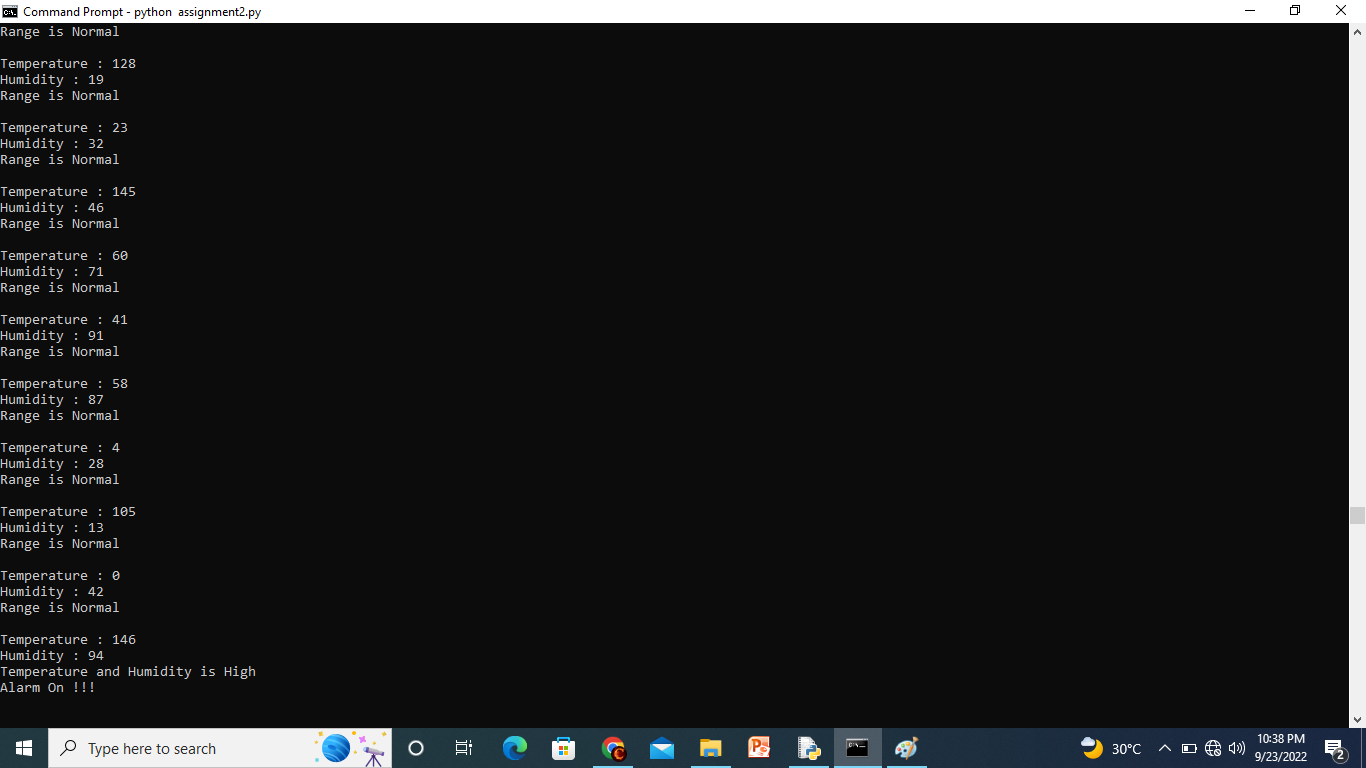 Command Prompt - python  assignment2.py
Range is Normal
Temperature : 128
Humidity : 19
Range is Normal
Temperature : 23
Humidity : 32
Range is Normal
Temperature : 145
Humidity : 46
Range is Normal
Temperature : 60
Humidity : 71
Range is Normal
Temperature : 41
Humidity : 91
Range is Normal
Temperature : 58
Humidity : 87
Range is Normal
Temperature : 4
Humidity : 28
Range is Normal
Temperature : 105
Humidity : 13
Range is Normal
Temperature : 0
Humidity : 42
Range is Normal
Temperature : 146
Humidity : 94
Temperature and Humidity is High
Alarm On !!!
Type here to search
30°C
10:38 PM
9/23/2022
2